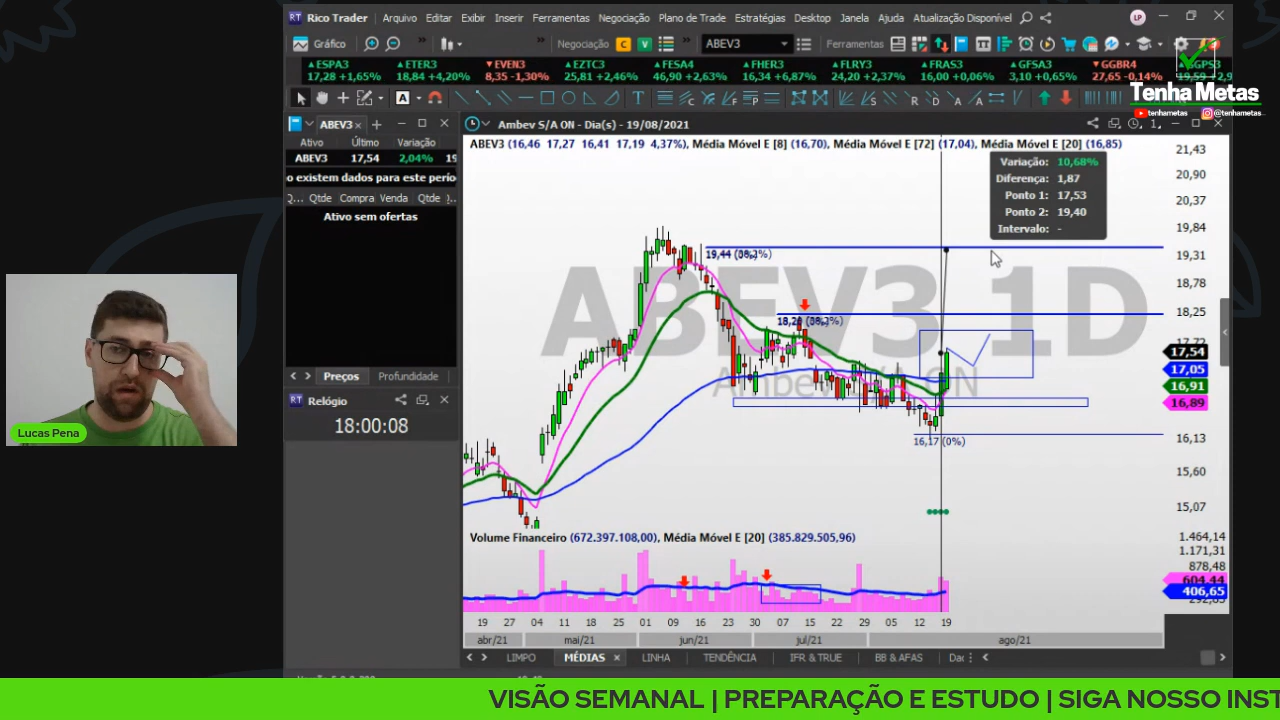 Rico Trader Arquivo Editar Exibir Inserir Ferramentas Negociação Plano de Trade Estratégias Desktop Janela Ajuda Atualização Disponível LP
Gráfico Negociação C V ABEV3 Ferramentas
ESPA3 ETER3 EVEN3 EZTC3 FESA4 FHER3 FLRY3 FRAS3 GFSA3 GGBR4
17,28 +1,65% 18,84 +4,20% 8,35 -1,30% 25,81 +2,46% 46,90 +2,63% 16,34 +6,87% 24,20 +2,37% 16,00 +0,06% 3,10 +0,65% 27,65 -0,14%
Tenha Metas
@tenhametas
ABEV3
Ativo Último Variação
ABEV3 17,54 2,04%
o existem dados para este perío
Q... Qtde Compra Venda Qtde
Ativo sem ofertas
Preços Profundidade
Relógio
18:00:08
Ambev S/A ON - Dia(s) - 19/08/2021
ABEV3 (16,46 17,27 16,41 17,19 4,37%), Média Móvel E [8] (16,70), Média Móvel E [72] (17,04), Média Móvel E [20] (16,85)
Variação: 10,68%
Diferença: 1,87
Ponto 1: 17,53
Ponto 2: 19,40
Intervalo: -
ABEV3 1D
19,44
16,17 (0%)
21,43
20,90
20,37
19,84
19,31
18,78
18,25
17,54
17,05
16,91
16,89
16,13
15,60
15,07
Volume Financeiro (672.397.108,00), Média Móvel E [20] (385.829.505,96)
1.464,14
1.171,31
878,48
604,44
406,65
19 27 04 11 18 25 01 09 16 23 30 07 15 22 29 05 12 19
abr/21 mai/21 jun/21 jul/21 ago/21
LIMPO MÉDIAS LINHA TENDÊNCIA IFR & TRUE BB & AFAS
Lucas Pena
VISÃO SEMANAL | PREPARAÇÃO E ESTUDO | SIGA NOSSO INST